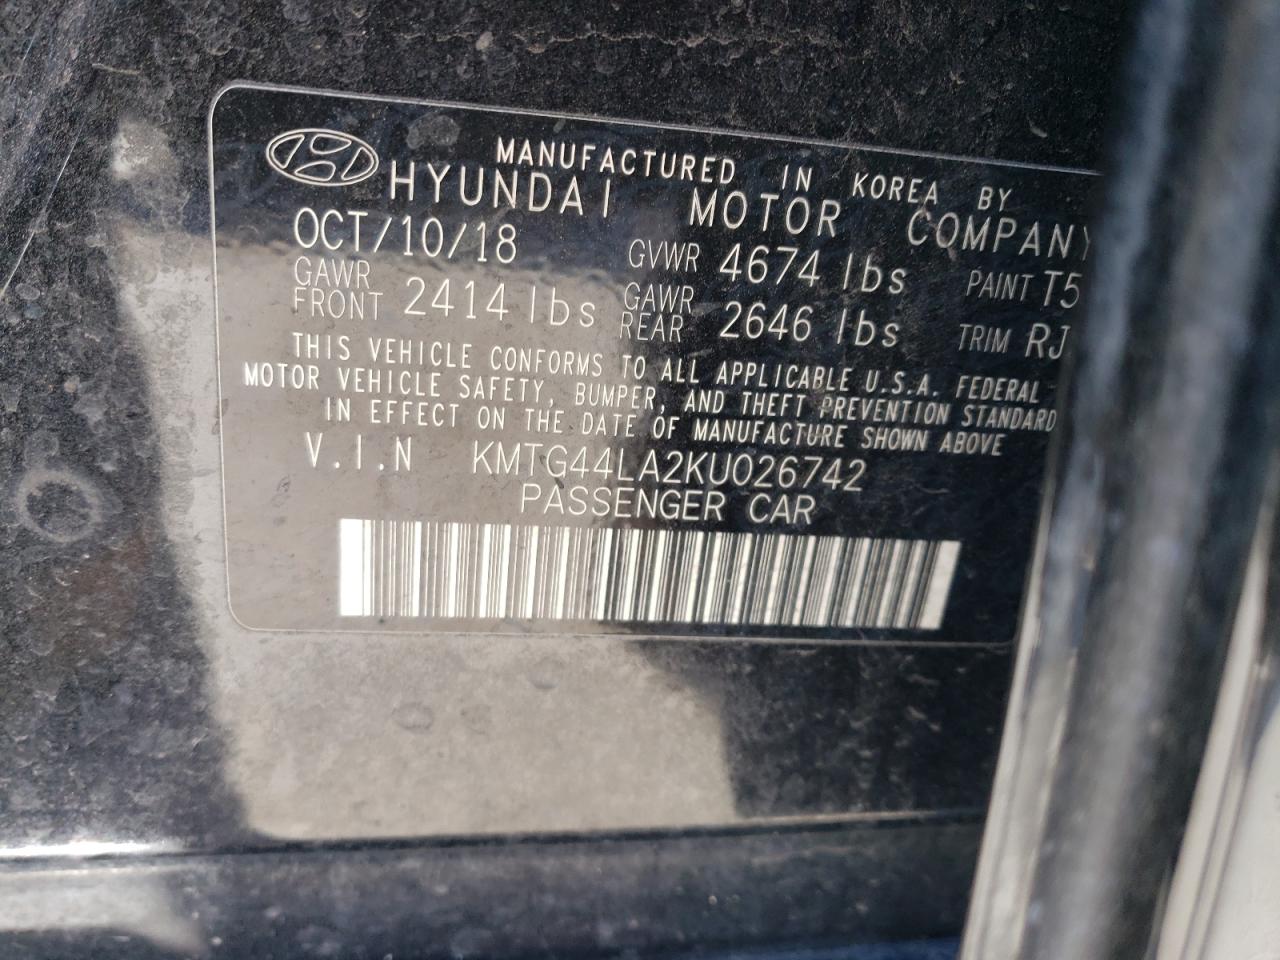 MANUFACTURED IN KOREA BY
HYUNDAI MOTOR COMPANY
OCT/10/18 GVWR 4674 lbs PAINT T5
GAWR FRONT 2414 lbs GAWR REAR 2646 lbs TRIM RJ
THIS VEHICLE CONFORMS TO ALL APPLICABLE U.S.A. FEDERAL
MOTOR VEHICLE SAFETY, BUMPER, AND THEFT PREVENTION STANDARD
IN EFFECT ON THE DATE OF MANUFACTURE SHOWN ABOVE
V.I.N KMTG44LA2KU026742
PASSENGER CAR